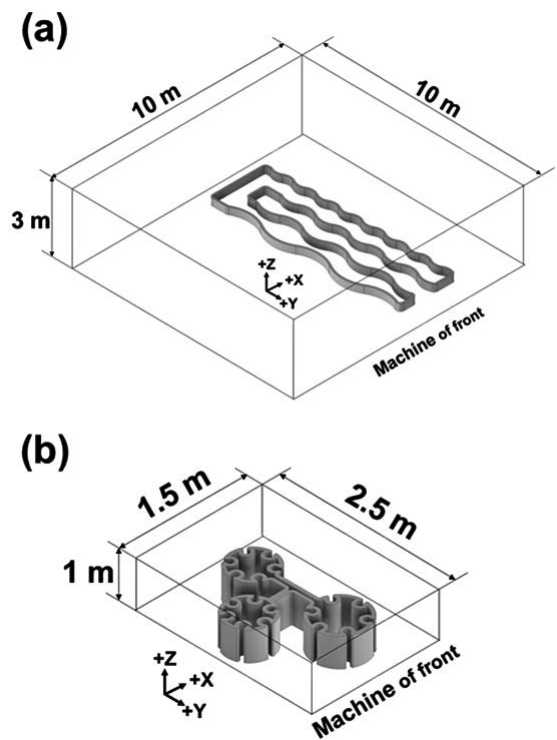 (a)
10 m
10 m
3 m
+Z
+X
+Y
Machine of front
(b)
1.5 m
2.5 m
1 m
+Z
+X
+Y
Machine of front